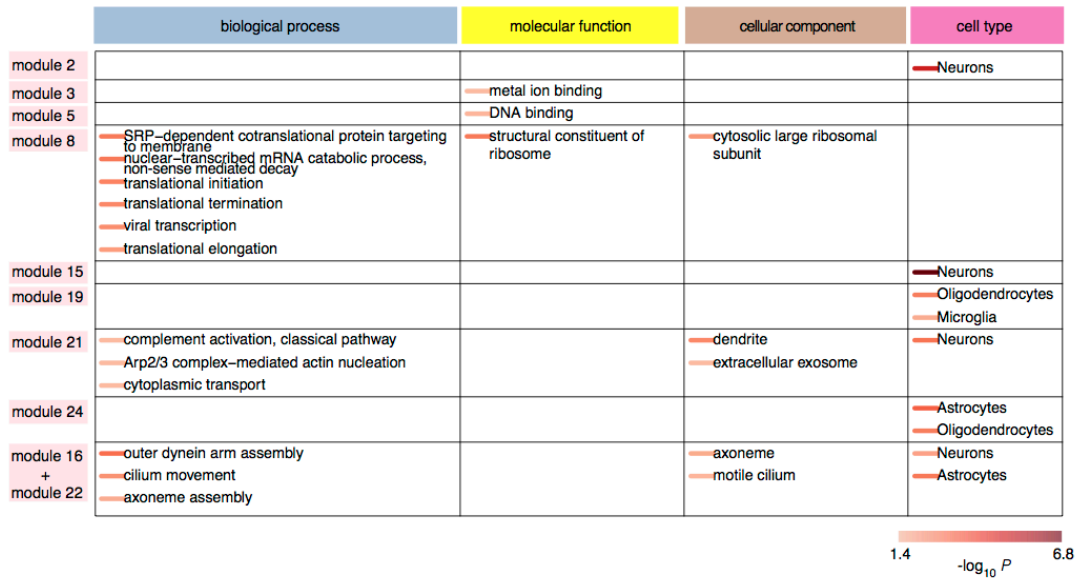 biological process molecular function cellular component cell type
module 2 Neurons
module 3 metal ion binding
module 5 DNA binding
module 8 SRP−dependent cotranslational protein targeting structural constituent of cytosolic large ribosomal
to membrane ribosome subunit
nuclear−transcribed mRNA catabolic process,
non-sense mediated decay
translational initiation
translational termination
viral transcription
translational elongation
module 15 Neurons
module 19 Oligodendrocytes
Microglia
module 21 complement activation, classical pathway dendrite Neurons
Arp2/3 complex−mediated actin nucleation extracellular exosome
cytoplasmic transport
module 24 Astrocytes
Oligodendrocytes
module 16 outer dynein arm assembly axoneme Neurons
+ cilium movement motile cilium Astrocytes
module 22 axoneme assembly
1.4 6.8
-log10 P